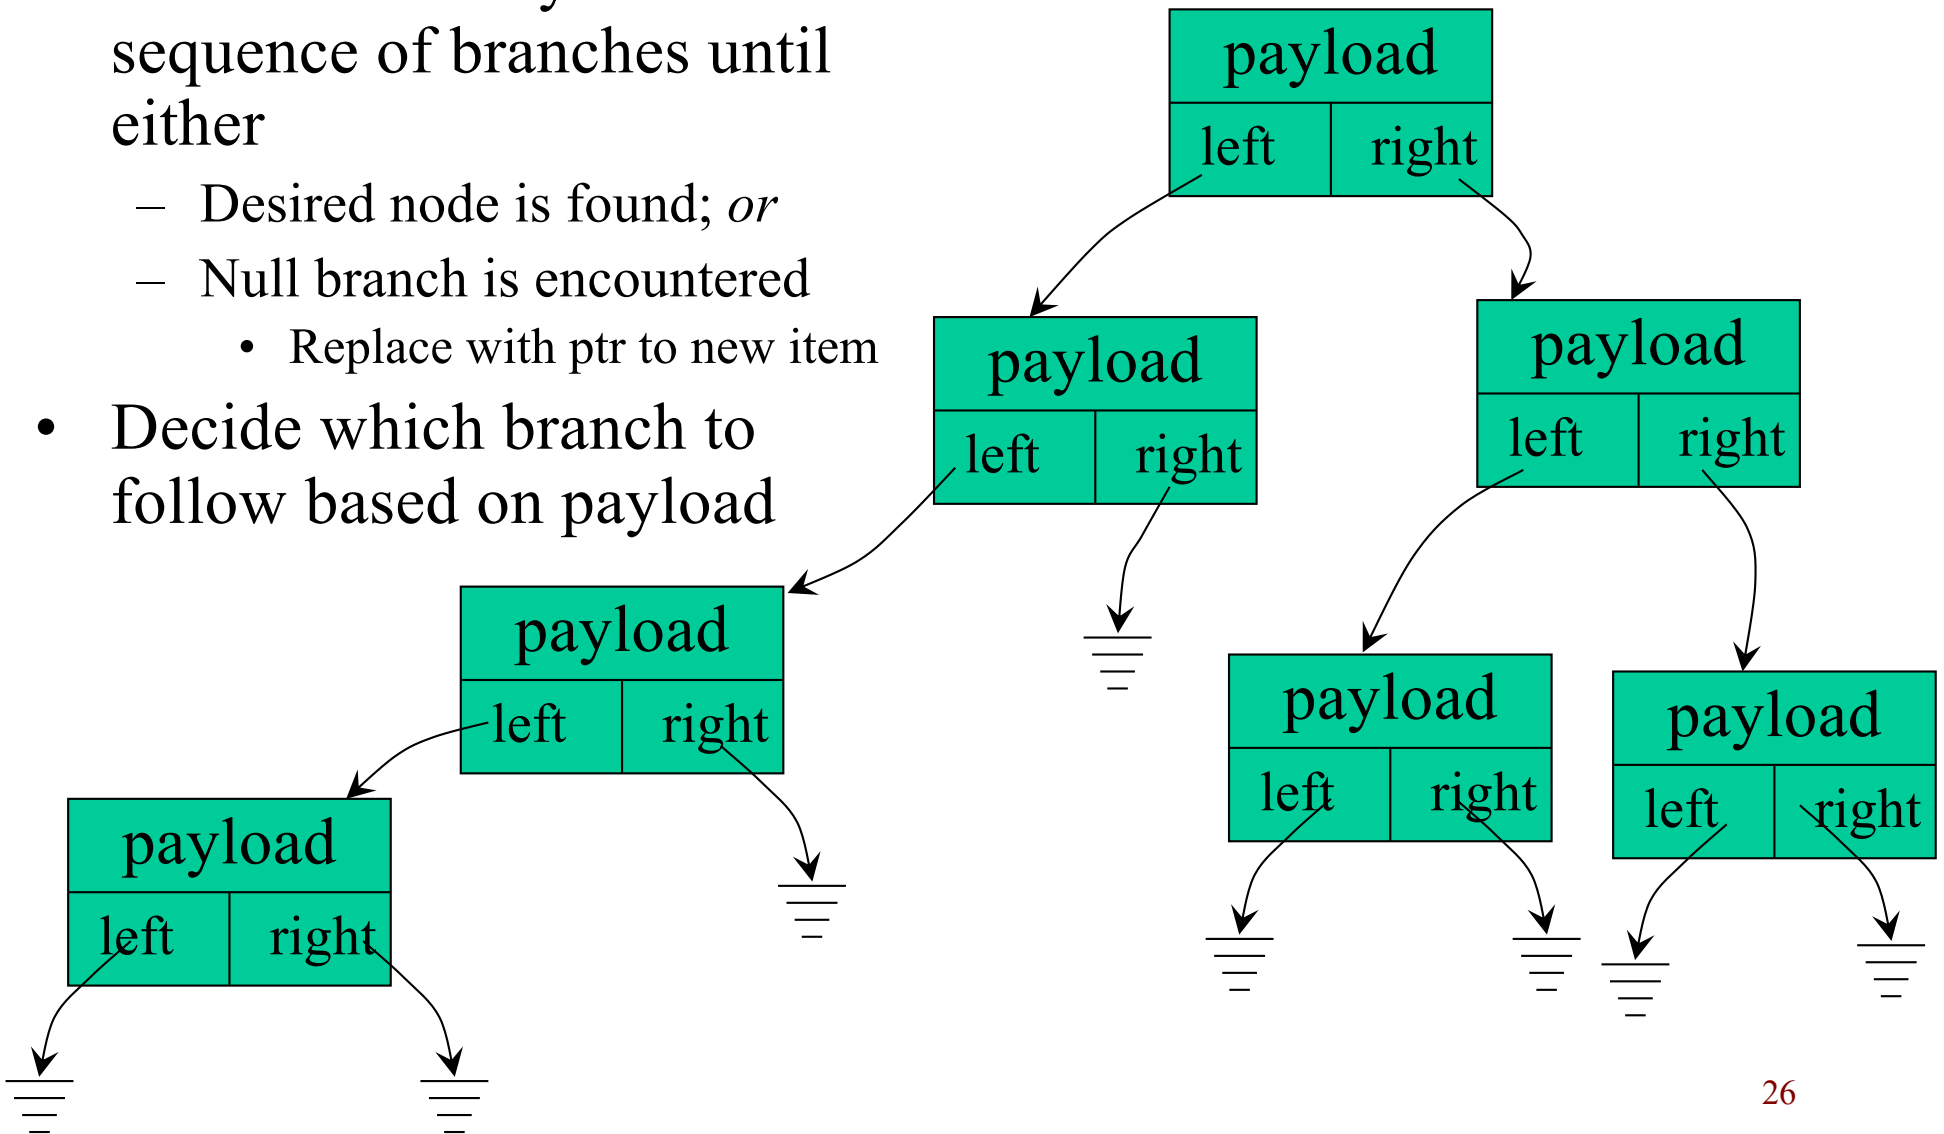 sequence of branches until
either
– Desired node is found; or
– Null branch is encountered
• Replace with ptr to new item
• Decide which branch to
follow based on payload
payload
left right
payload
left right
payload
left right
payload
left right
payload
left right
payload
left right
payload
left right
26